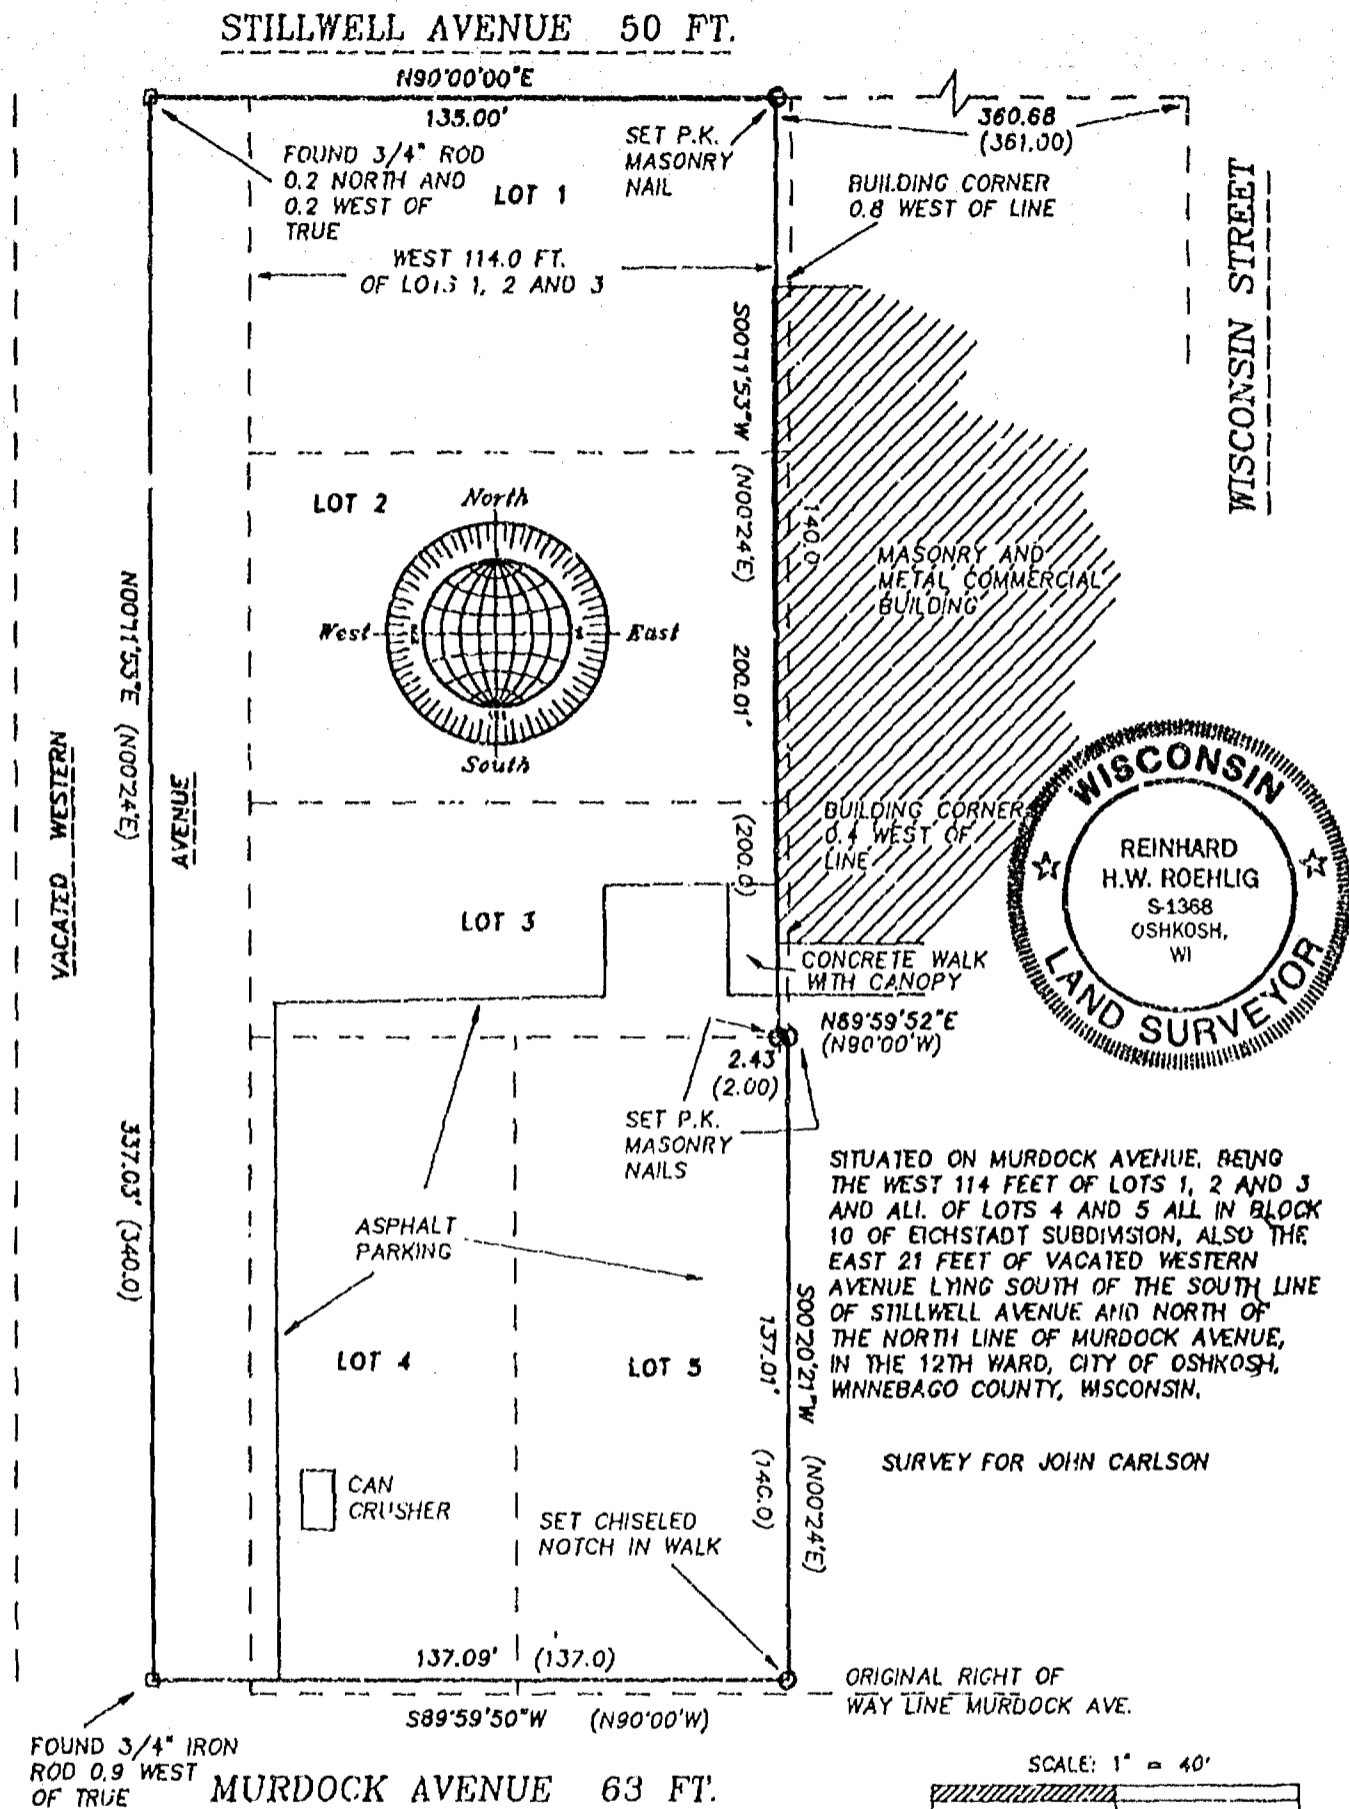 STILLWELL AVENUE 50 FT.
N90°00'00"E
135.00'
360.68
(361.00)
SET P.K.
MASONRY
NAIL
FOUND 3/4" ROD
0.2 NORTH AND
0.2 WEST OF
TRUE
LOT 1
BUILDING CORNER
0.8 WEST OF LINE
WISCONSIN STREET
WEST 114.0 FT.
OF LOTS 1, 2 AND 3
S00°11'53"W (N00°24'E) 200.01' (200.0)
140.0
LOT 2
North
West
East
South
MASONRY AND
METAL COMMERCIAL
BUILDING
N00°11'53"E (N00°24'E)
337.03' (340.0)
VACATED WESTERN
AVENUE
BUILDING CORNER
0.4 WEST OF
LINE
WISCONSIN
REINHARD
H.W. ROEHLIG
S-1368
OSHKOSH,
WI
LAND SURVEYOR
LOT 3
CONCRETE WALK
WITH CANOPY
N89°59'52"E
(N90°00'W)
2.43
(2.00)
SET P.K.
MASONRY
NAILS
SITUATED ON MURDOCK AVENUE, BEING
THE WEST 114 FEET OF LOTS 1, 2 AND 3
AND ALL OF LOTS 4 AND 5 ALL IN BLOCK
10 OF EICHSTADT SUBDIVISION, ALSO THE
EAST 21 FEET OF VACATED WESTERN
AVENUE LYING SOUTH OF THE SOUTH LINE
OF STILLWELL AVENUE AND NORTH OF
THE NORTH LINE OF MURDOCK AVENUE,
IN THE 12TH WARD, CITY OF OSHKOSH,
WINNEBAGO COUNTY, WISCONSIN.
ASPHALT
PARKING
S00°20'21"W (N00°24'E)
137.01' (140.0)
LOT 4
LOT 5
SURVEY FOR JOHN CARLSON
CAN
CRUSHER
SET CHISELED
NOTCH IN WALK
137.09' (137.0)
S89°59'50"W (N90°00'W)
ORIGINAL RIGHT OF
WAY LINE MURDOCK AVE.
FOUND 3/4" IRON
ROD 0.9 WEST
OF TRUE
MURDOCK AVENUE 63 FT.
SCALE: 1" = 40'